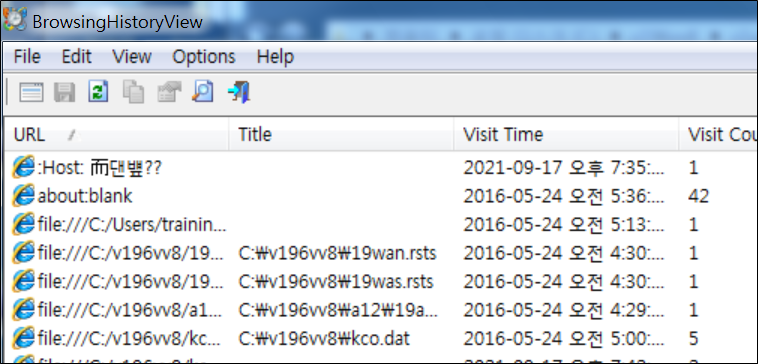 BrowsingHistoryView
File Edit View Options Help
URL Title Visit Time Visit Cou
:Host: 而댄뱶?? 2021-09-17 오후 7:35:... 1
about:blank 2016-05-24 오전 5:36:... 42
file:///C:/Users/trainin... 2016-05-24 오전 5:13:... 1
file:///C:/v196vv8/19... C:₩v196vv8₩19wan.rsts 2016-05-24 오전 4:30:... 1
file:///C:/v196vv8/19... C:₩v196vv8₩19was.rsts 2016-05-24 오전 4:30:... 1
file:///C:/v196vv8/a1... C:₩v196vv8₩a12₩19a... 2016-05-24 오전 4:29:... 1
file:///C:/v196vv8/kc... C:₩v196vv8₩kco.dat 2016-05-24 오전 5:00:... 5